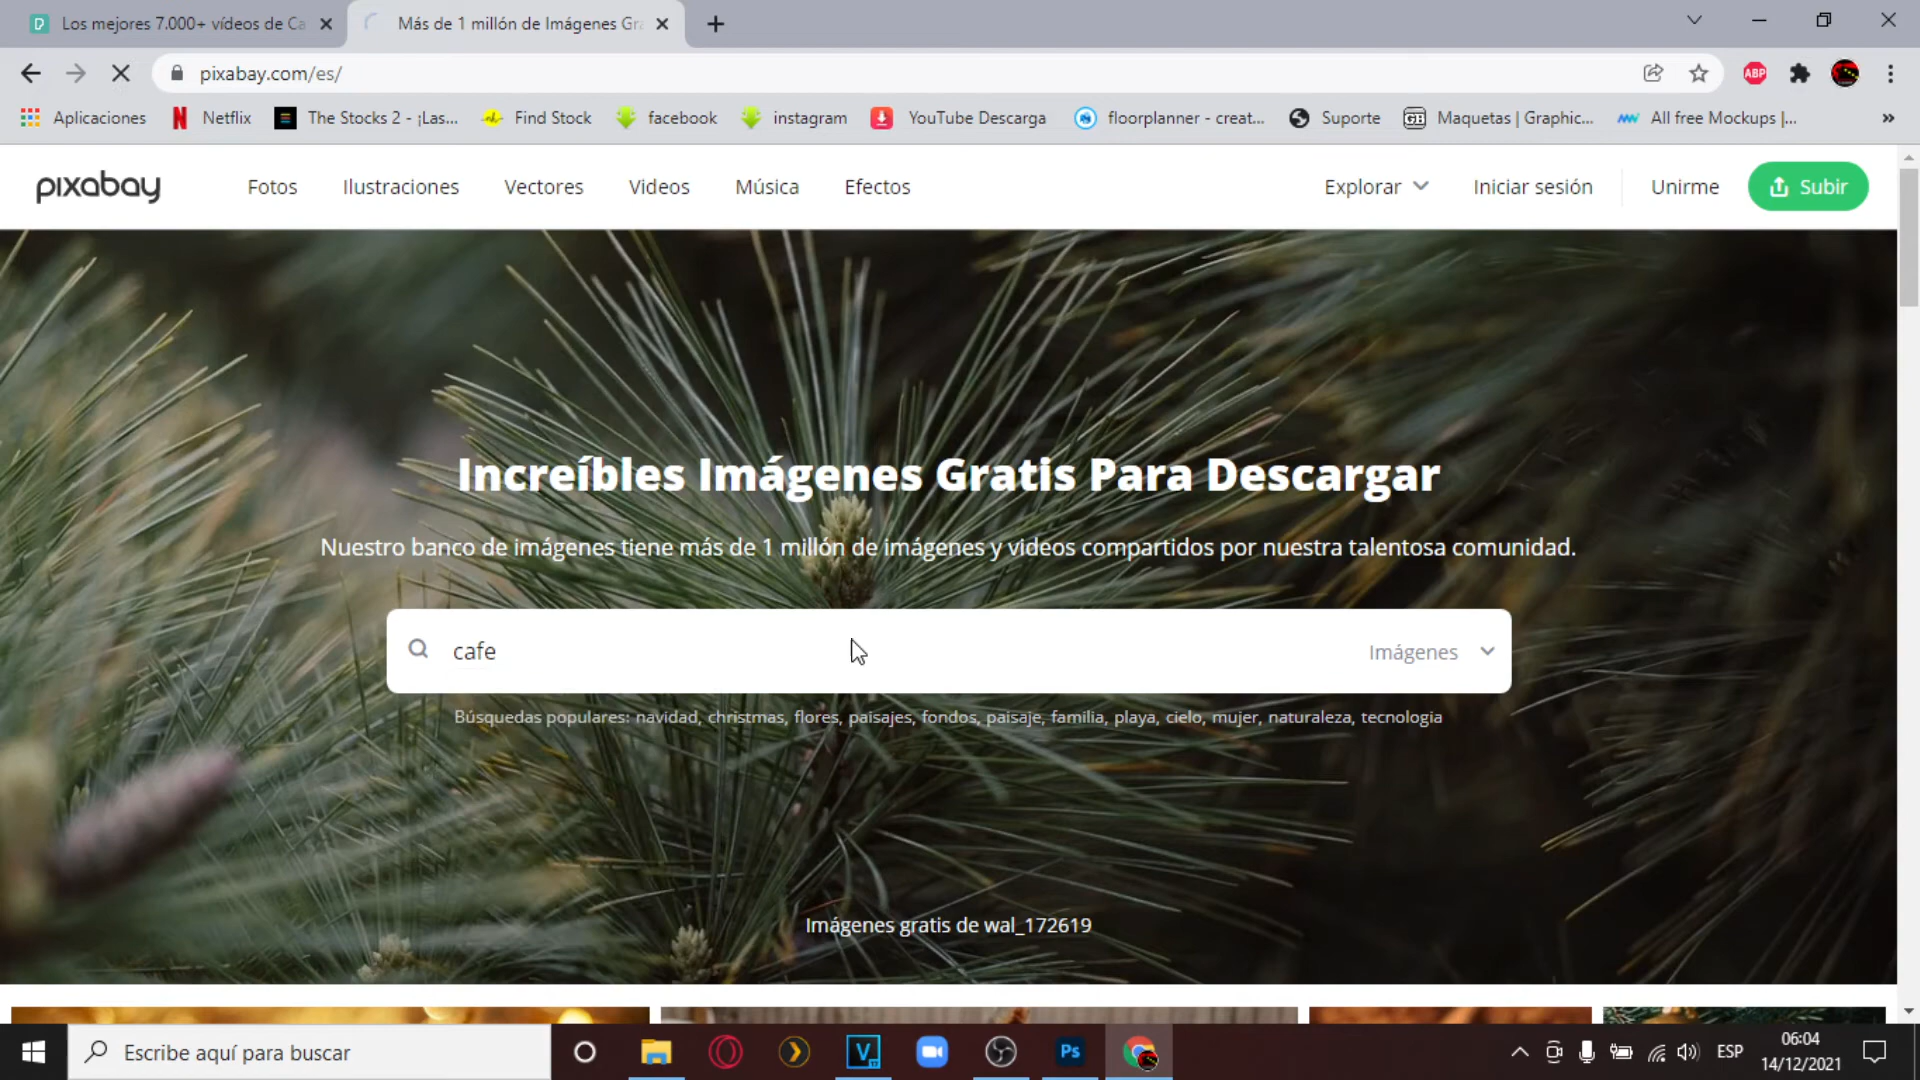 Los mejores 7.000+ vídeos de Ca
Más de 1 millón de Imágenes Gra
pixabay.com/es/
ABP
Aplicaciones
Netflix
The Stocks 2 - ¡Las...
Find Stock
facebook
instagram
YouTube Descarga
floorplanner - creat...
Suporte
Maquetas | Graphic...
All free Mockups |...
»
pixabay
Fotos
Ilustraciones
Vectores
Videos
Música
Efectos
Explorar
Iniciar sesión
Unirme
Subir
Increíbles Imágenes Gratis Para Descargar
Nuestro banco de imágenes tiene más de 1 millón de imágenes y videos compartidos por nuestra talentosa comunidad.
cafe
Imágenes
Búsquedas populares: navidad, christmas, flores, paisajes, fondos, paisaje, familia, playa, cielo, mujer, naturaleza, tecnologia
Imágenes gratis de wal_172619
Escribe aquí para buscar
Ps
ESP
06:04
14/12/2021